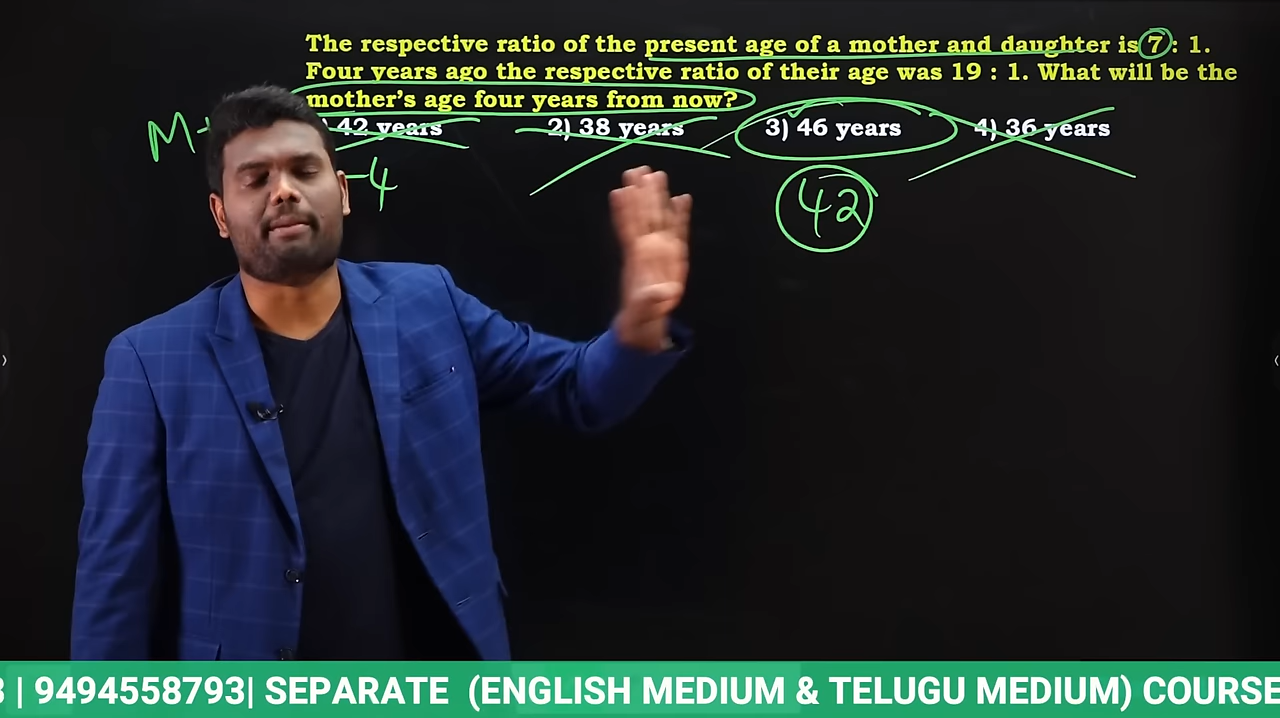 The respective ratio of the present age of a mother and daughter is 7 : 1.
Four years ago the respective ratio of their age was 19 : 1. What will be the
mother's age four years from now?
M+ ) 42 years 2) 38 years 3) 46 years 4) 36 years
-4 42
| 9494558793| SEPARATE (ENGLISH MEDIUM & TELUGU MEDIUM) COURSE